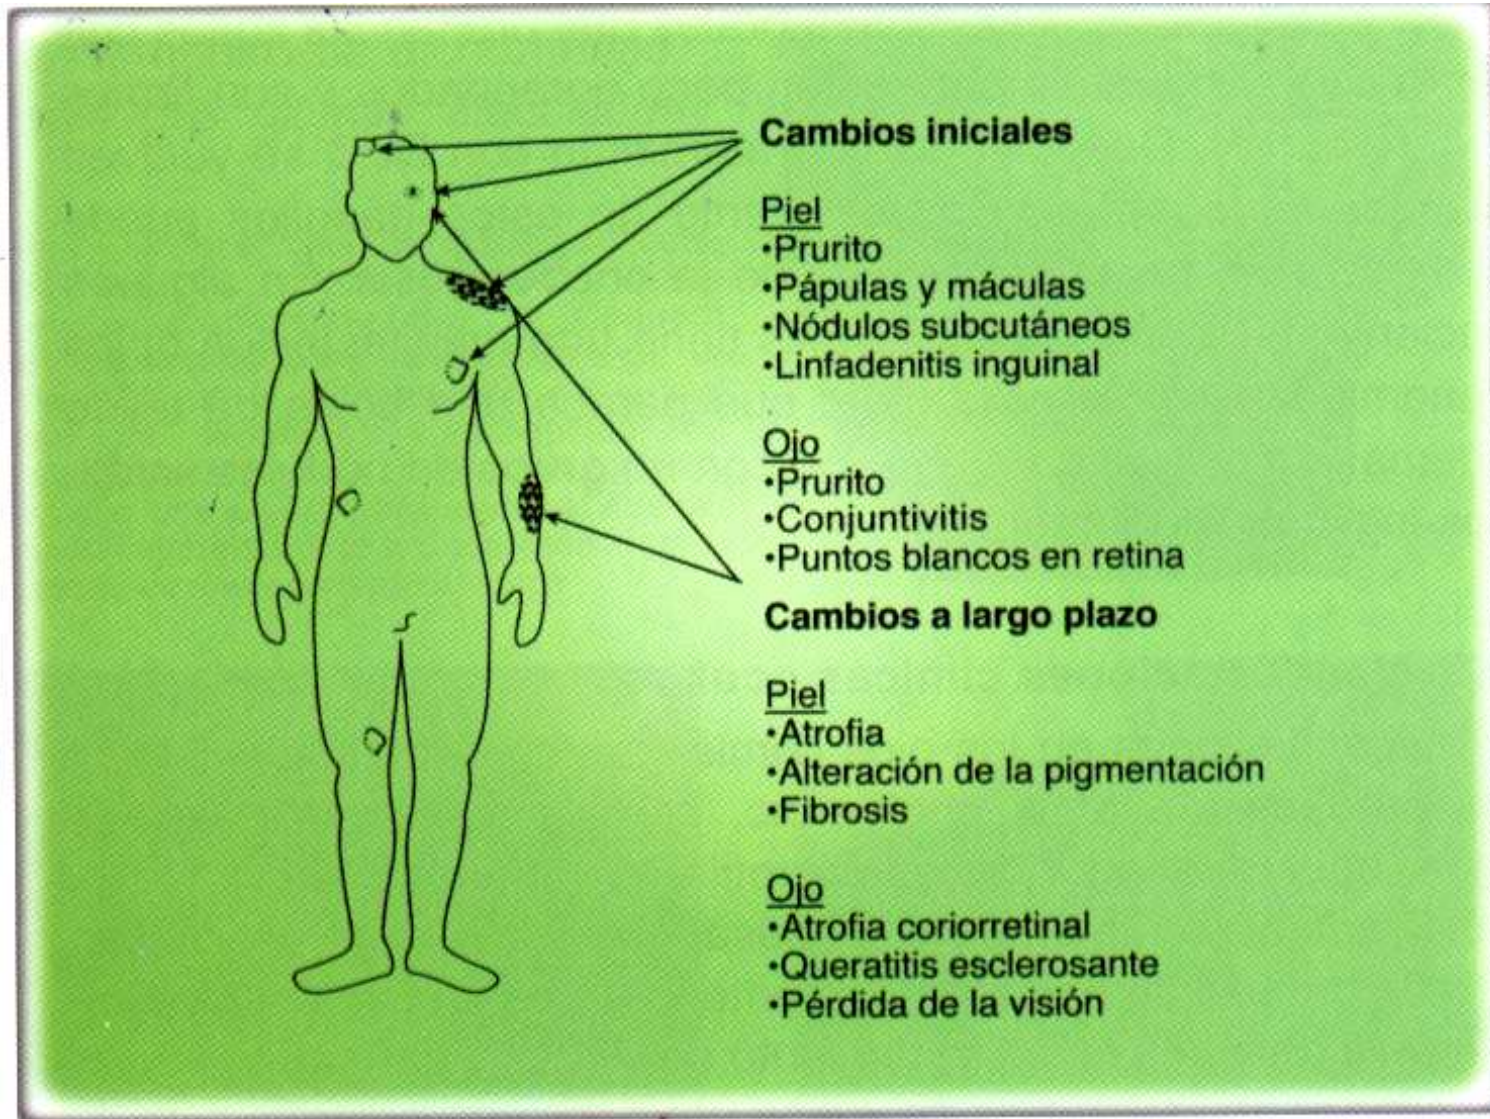 Cambios iniciales
Piel
•Prurito
•Pápulas y máculas
•Nódulos subcutáneos
•Linfadenitis inguinal
Ojo
•Prurito
•Conjuntivitis
•Puntos blancos en retina
Cambios a largo plazo
Piel
•Atrofia
•Alteración de la pigmentación
•Fibrosis
Ojo
•Atrofia coriorretinal
•Queratitis esclerosante
•Pérdida de la visión